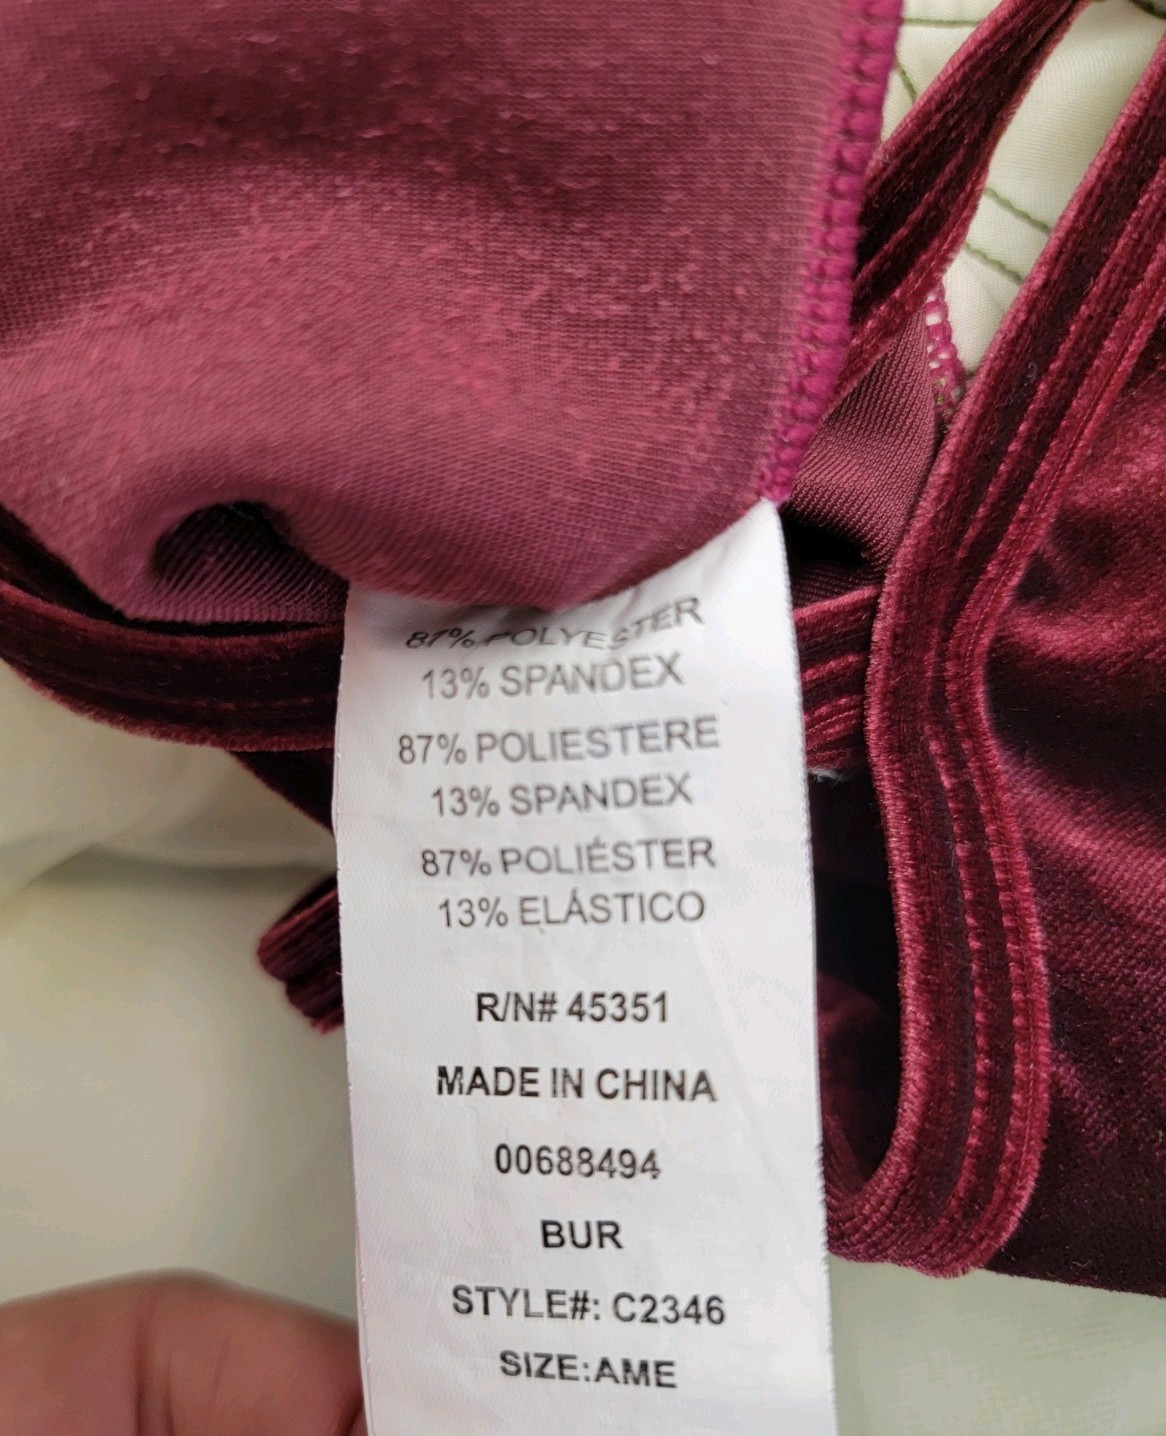 87% POLYESTER
13% SPANDEX
87% POLIESTERE
13% SPANDEX
87% POLIÉSTER
13% ELÁSTICO
R/N# 45351
MADE IN CHINA
00688494
BUR
STYLE#: C2346
SIZE:AME